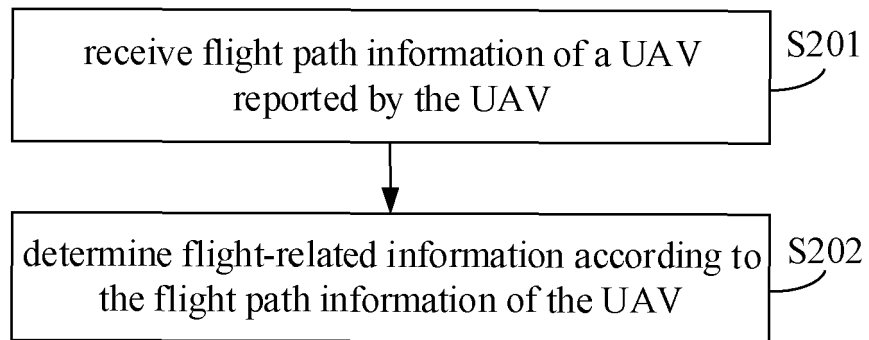 receive flight path information of a UAV
reported by the UAV
S201
determine flight-related information according to
the flight path information of the UAV
S202